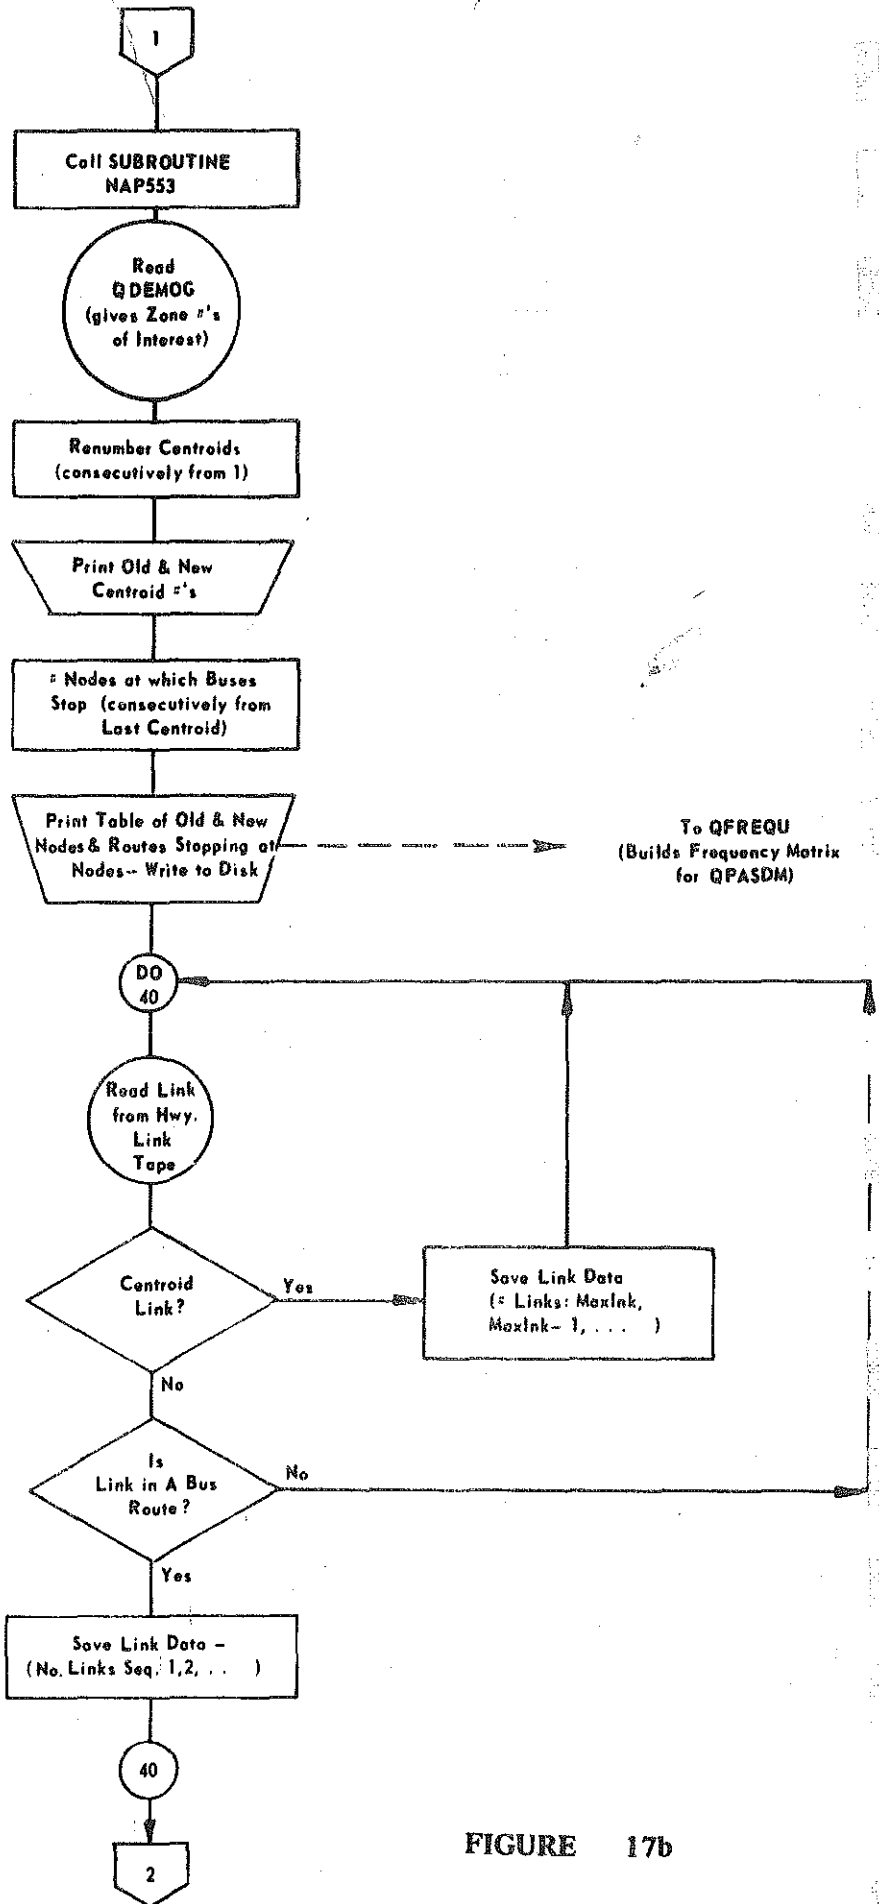 1
Call SUBROUTINE
NAP553
Read
QDEMOG
(gives Zone #'s
of Interest)
Renumber Centroids
(consecutively from 1)
Print Old & New
Centroid #'s
# Nodes at which Buses
Stop (consecutively from
Last Centroid)
Print Table of Old & New
Nodes & Routes Stopping at
Nodes-- Write to Disk
To QFREQU
(Builds Frequency Matrix
for QPASDM)
DO
40
Read Link
from Hwy.
Link
Tape
Centroid
Link?
Yes
Save Link Data
(# Links: Maxlnk,
Maxlnk- 1, . . . )
No
Is
Link in A Bus
Route?
No
Yes
Save Link Data -
(No. Links Seq. 1,2, . . )
40
2
FIGURE 17b